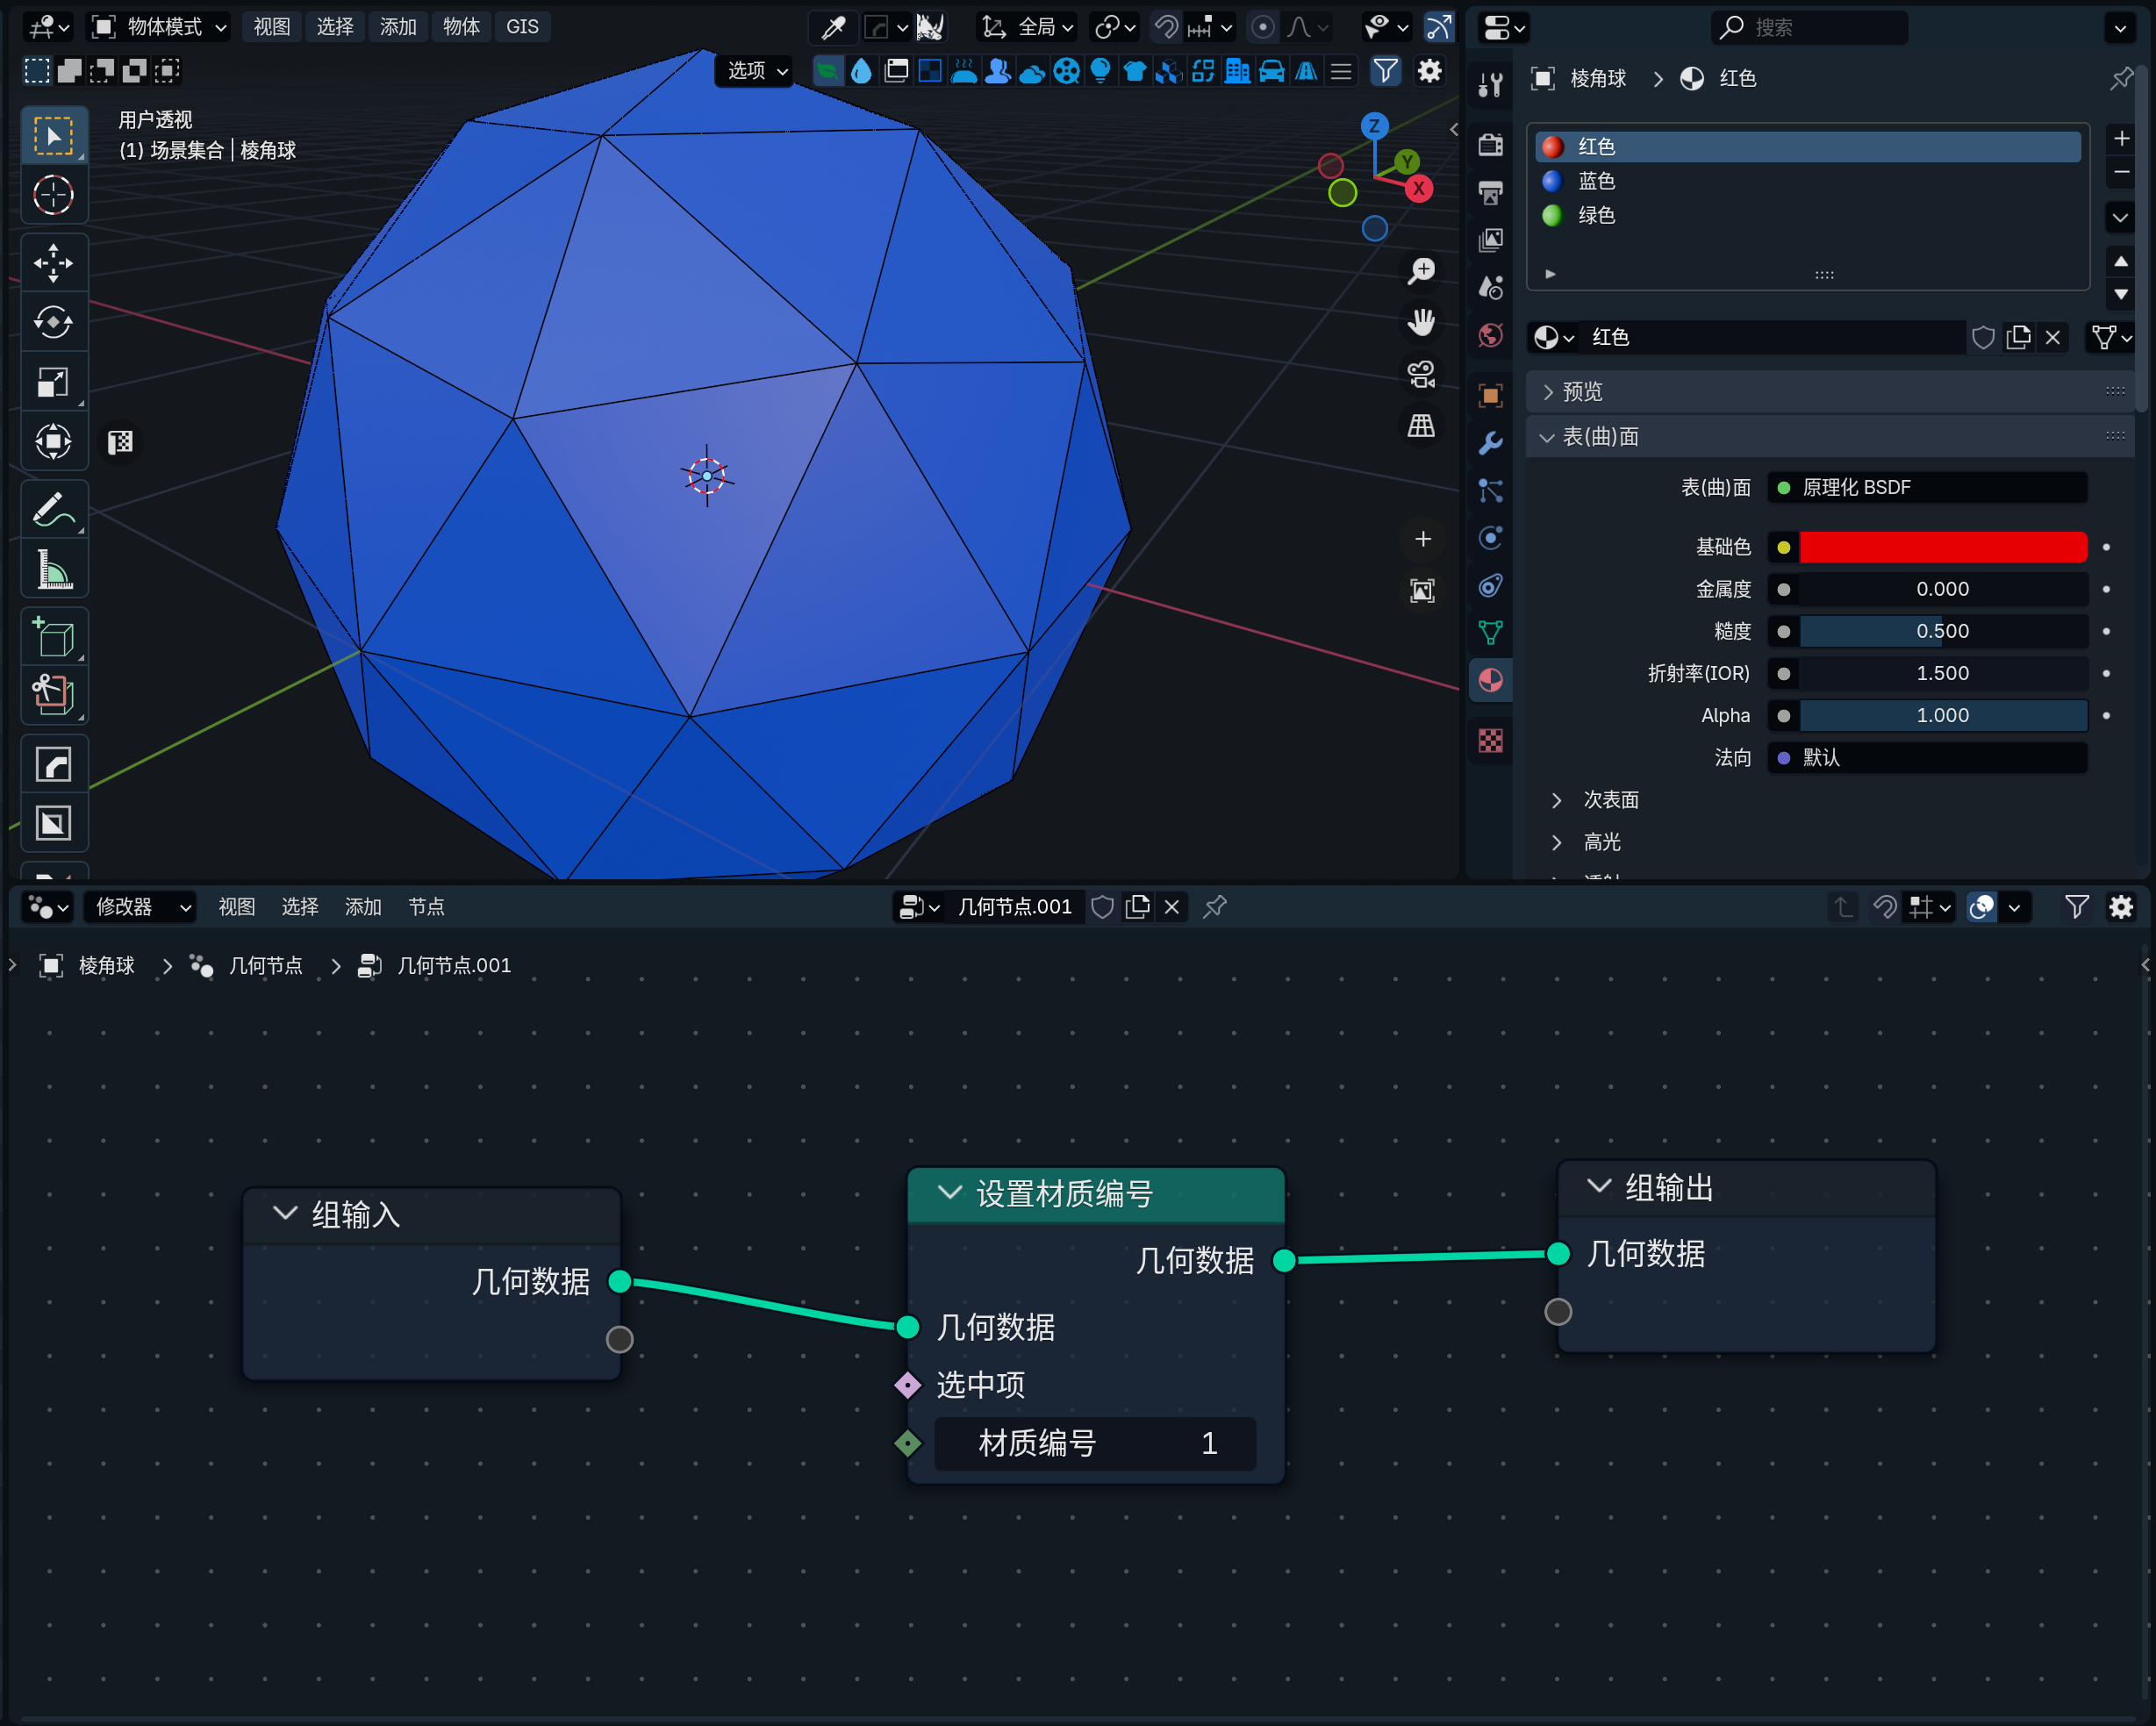 物体模式 视图 选择 添加 物体 GIS 全局
选项
用户透视
(1) 场景集合 | 棱角球
Z
Y
X
搜索
棱角球 红色
红色
蓝色
绿色
红色
预览
表(曲)面
表(曲)面 原理化 BSDF
基础色
金属度 0.000
糙度 0.500
折射率(IOR) 1.500
Alpha 1.000
法向 默认
次表面
高光
修改器 视图 选择 添加 节点 几何节点.001
棱角球 几何节点 几何节点.001
组输入
几何数据
设置材质编号
几何数据
几何数据
选中项
材质编号 1
组输出
几何数据